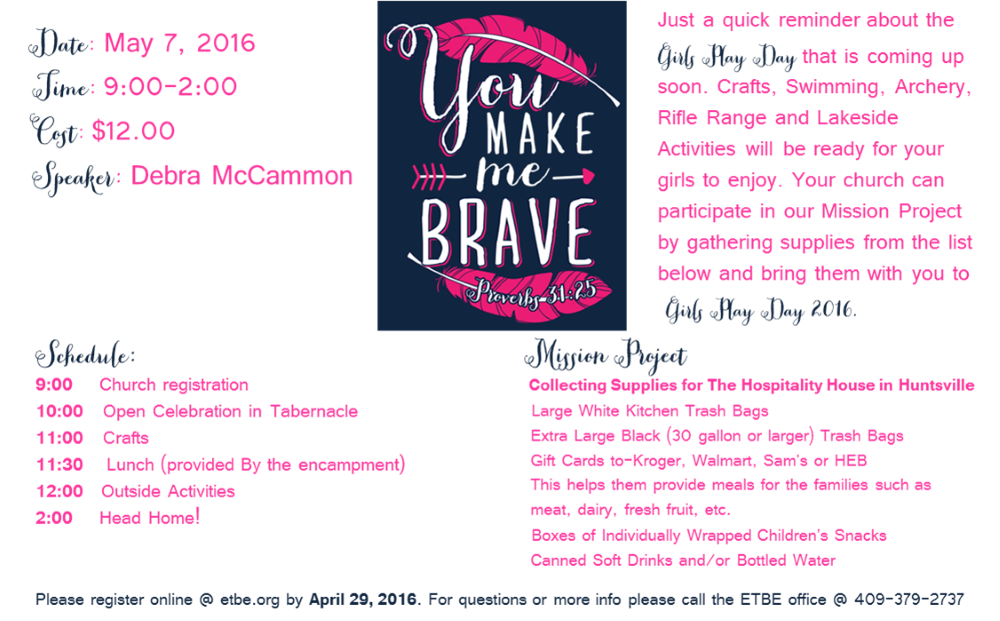 Date: May 7, 2016
Time: 9:00-2:00
Cost: $12.00
Speaker: Debra McCammon
You
MAKE
me
BRAVE
Proverbs 31:25
Just a quick reminder about the
Girls Play Day that is coming up
soon. Crafts, Swimming, Archery,
Rifle Range and Lakeside
Activities will be ready for your
girls to enjoy. Your church can
participate in our Mission Project
by gathering supplies from the list
below and bring them with you to
Girls Play Day 2016.
Schedule:
9:00 Church registration
10:00 Open Celebration in Tabernacle
11:00 Crafts
11:30 Lunch (provided By the encampment)
12:00 Outside Activities
2:00 Head Home!
Mission Project
Collecting Supplies for The Hospitality House in Huntsville
Large White Kitchen Trash Bags
Extra Large Black (30 gallon or larger) Trash Bags
Gift Cards to-Kroger, Walmart, Sam's or HEB
This helps them provide meals for the families such as
meat, dairy, fresh fruit, etc.
Boxes of Individually Wrapped Children's Snacks
Canned Soft Drinks and/or Bottled Water
Please register online @ etbe.org by April 29, 2016. For questions or more info please call the ETBE office @ 409-379-2737